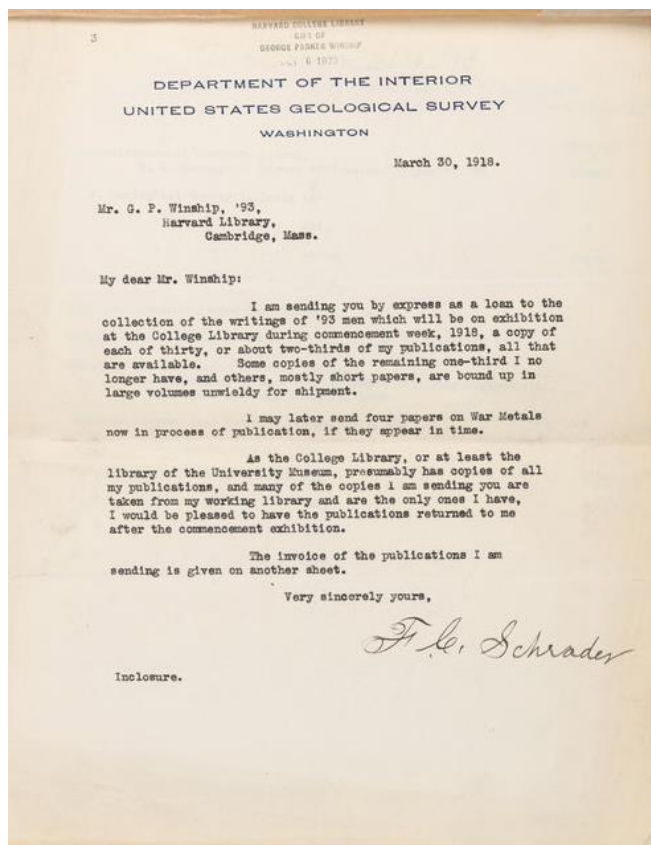 3
HARVARD COLLEGE LIBRARY
GIFT OF
GEORGE PARKER WINSHIP
6
DEPARTMENT OF THE INTERIOR
UNITED STATES GEOLOGICAL SURVEY
WASHINGTON
March 30, 1918.
Mr. G. P. Winship, '93,
Harvard Library,
Cambridge, Mass.
My dear Mr. Winship:
I am sending you by express as a loan to the
collection of the writings of '93 men which will be on exhibition
at the College Library during commencement week, 1918, a copy of
each of thirty, or about two-thirds of my publications, all that
are available. Some copies of the remaining one-third I no
longer have, and others, mostly short papers, are bound up in
large volumes unwieldy for shipment.
I may later send four papers on War Metals
now in process of publication, if they appear in time.
As the College Library, or at least the
library of the University Museum, presumably has copies of all
my publications, and many of the copies I am sending you are
taken from my working library and are the only ones I have,
I would be pleased to have the publications returned to me
after the commencement exhibition.
The invoice of the publications I am
sending is given on another sheet.
Very sincerely yours,
F. C. Schrader
Inclosure.